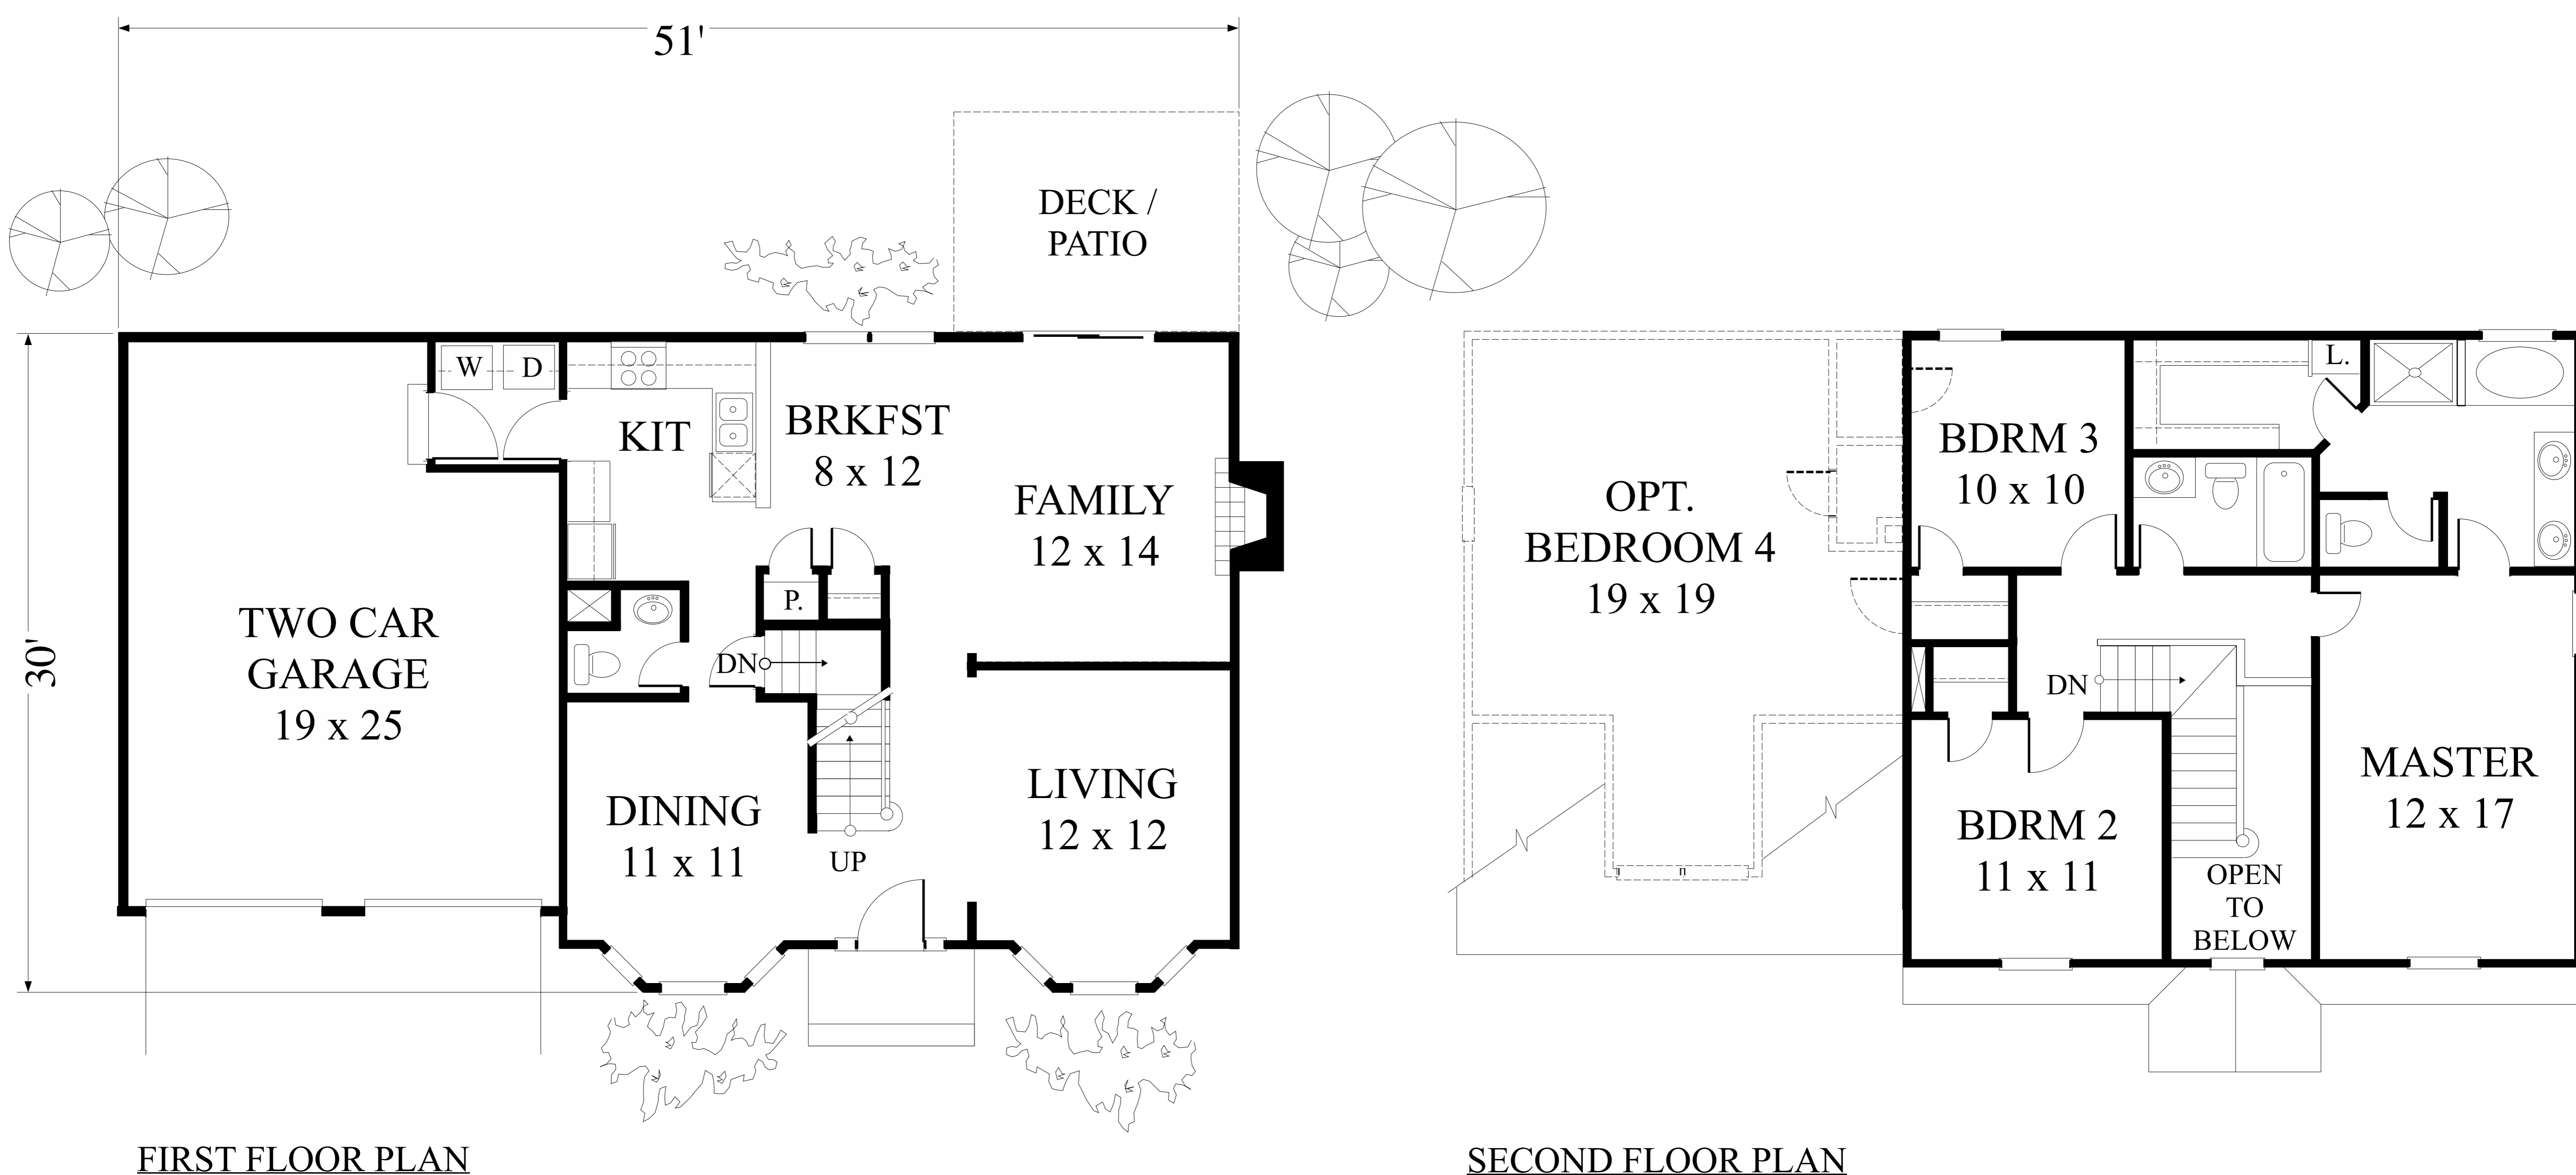 51'
DECK /
PATIO
30'
W
D
KIT
BRKFST
8 x 12
FAMILY
12 x 14
TWO CAR
GARAGE
19 x 25
P.
DN
DINING
11 x 11
UP
LIVING
12 x 12
FIRST FLOOR PLAN
OPT.
BEDROOM 4
19 x 19
BDRM 3
10 x 10
L.
DN
BDRM 2
11 x 11
OPEN
TO
BELOW
MASTER
12 x 17
SECOND FLOOR PLAN